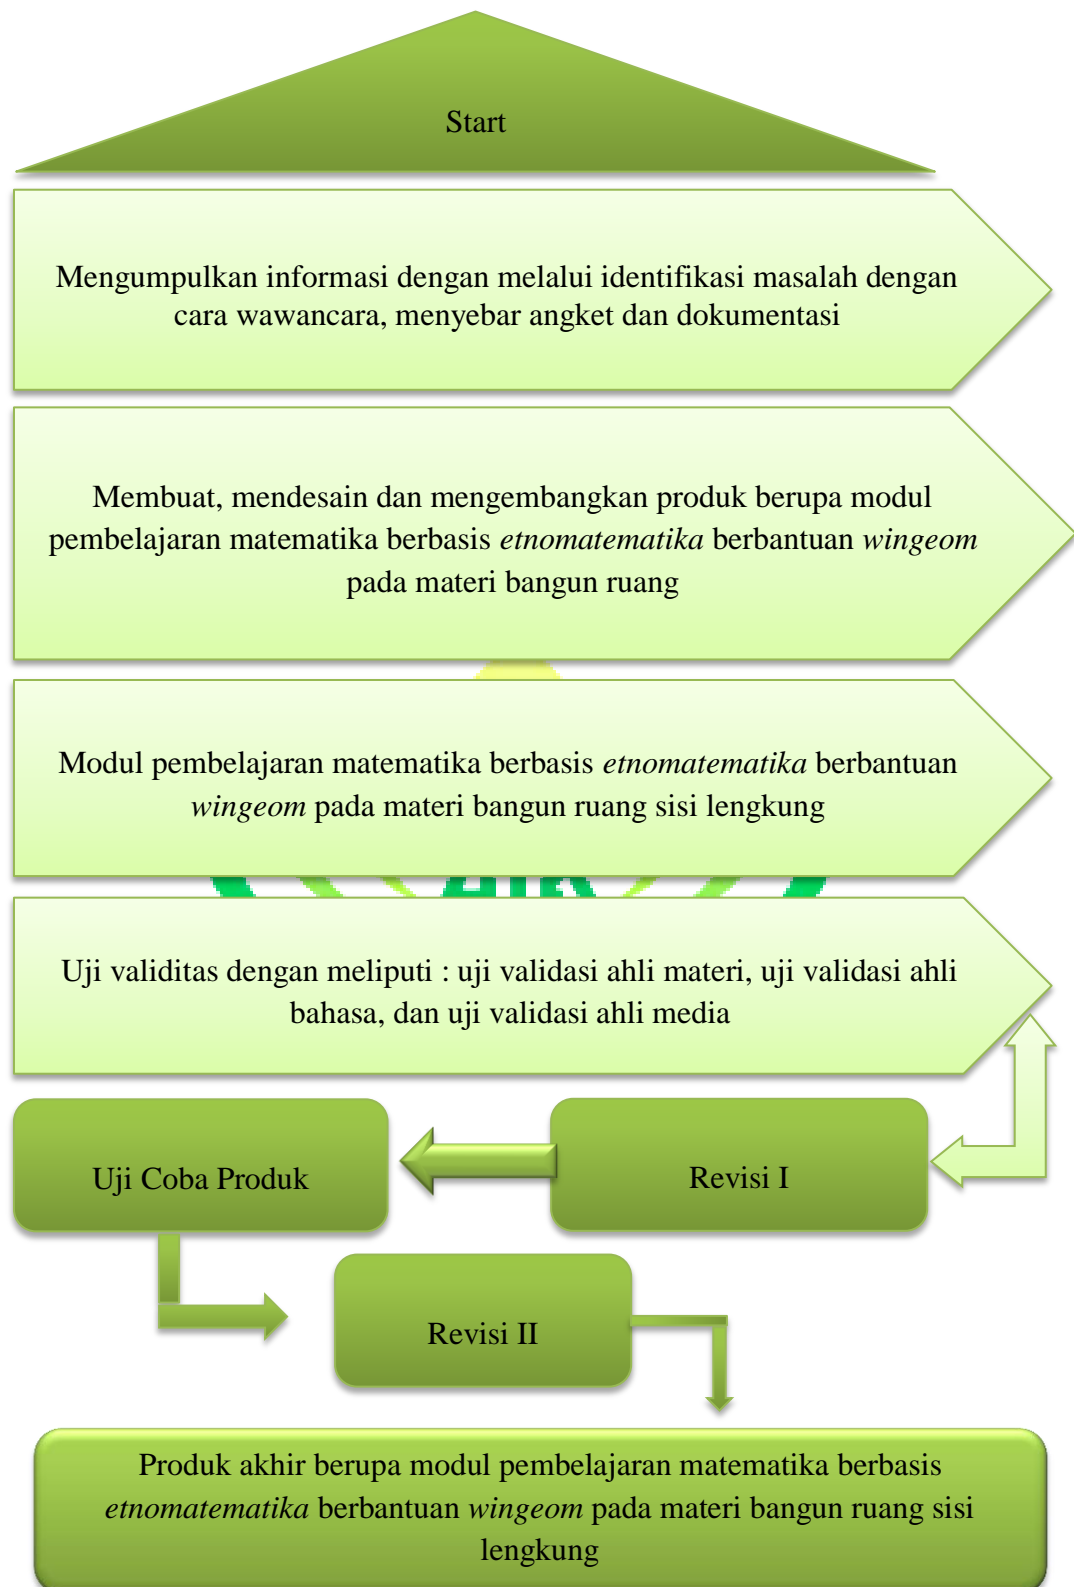 Start
Mengumpulkan informasi dengan melalui identifikasi masalah dengan
cara wawancara, menyebar angket dan dokumentasi
Membuat, mendesain dan mengembangkan produk berupa modul
pembelajaran matematika berbasis etnomatematika berbantuan wingeom
pada materi bangun ruang
Modul pembelajaran matematika berbasis etnomatematika berbantuan
wingeom pada materi bangun ruang sisi lengkung
Uji validitas dengan meliputi : uji validasi ahli materi, uji validasi ahli
bahasa, dan uji validasi ahli media
Uji Coba Produk
Revisi I
Revisi II
Produk akhir berupa modul pembelajaran matematika berbasis
etnomatematika berbantuan wingeom pada materi bangun ruang sisi
lengkung